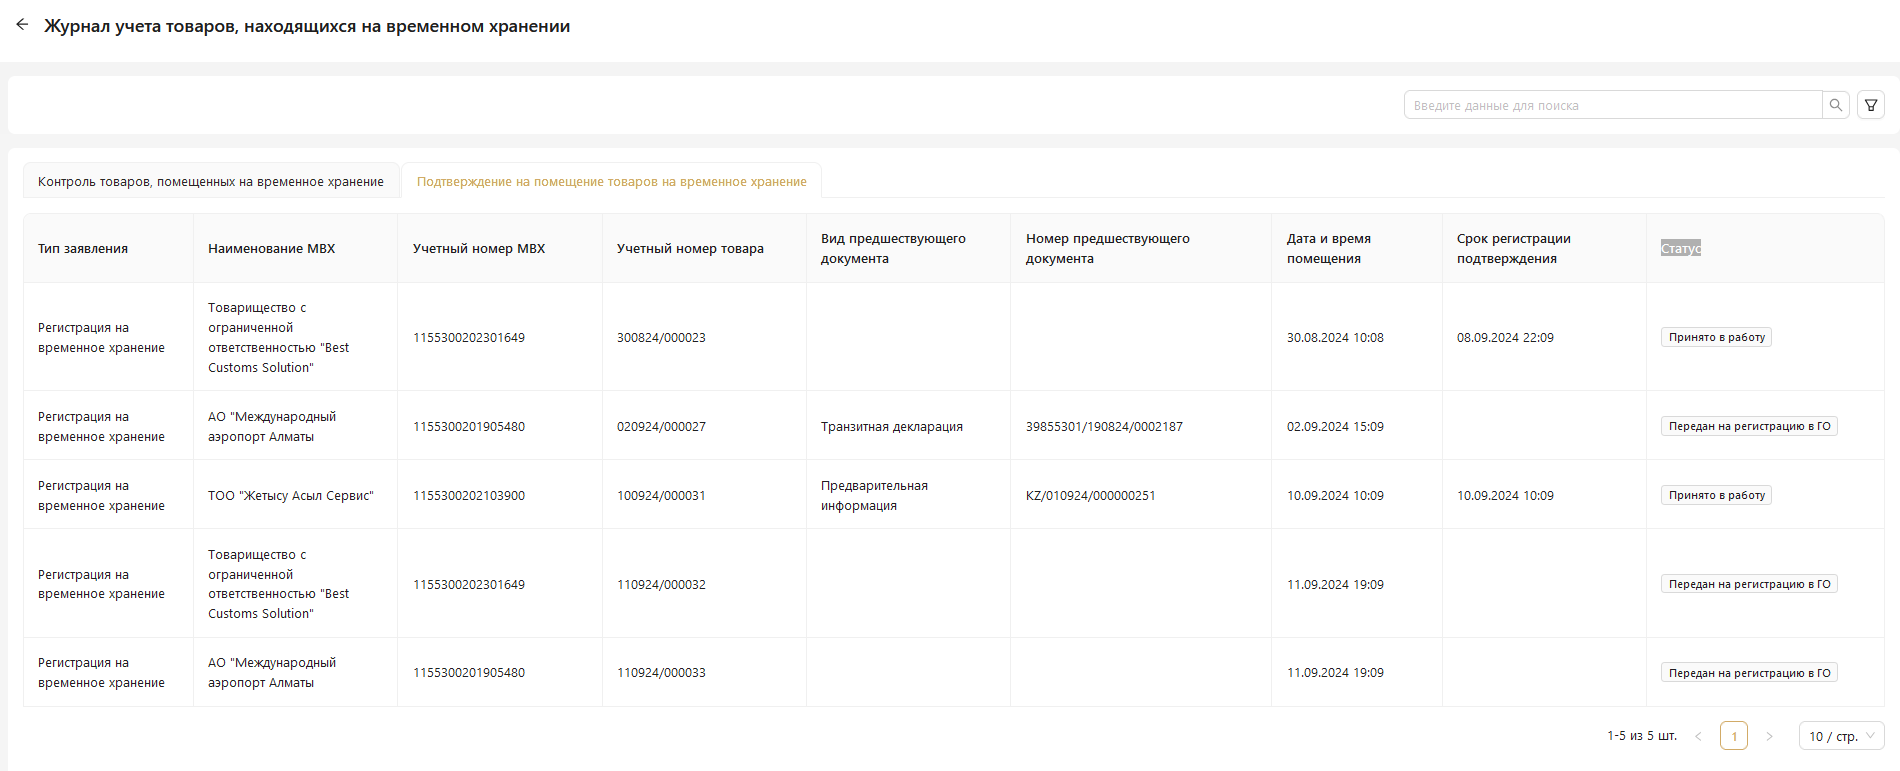 Журнал учета товаров, находящихся на временном хранении
Введите данные для поиска
Контроль товаров, помещенных на временное хранение
Подтверждение на помещение товаров на временное хранение
Тип заявления
Наименование МВХ
Учетный номер МВХ
Учетный номер товара
Вид предшествующего
документа
Номер предшествующего
документа
Дата и время
помещения
Срок регистрации
подтверждения
Статус
Регистрация на
временное хранение
Товарищество с
ограниченной
ответственностью "Best
Customs Solution"
1155300202301649
300824/000023
30.08.2024 10:08
08.09.2024 22:09
Принято в работу
Регистрация на
временное хранение
АО "Международный
аэропорт Алматы
1155300201905480
020924/000027
Транзитная декларация
39855301/190824/0002187
02.09.2024 15:09
Передан на регистрацию в ГО
Регистрация на
временное хранение
ТОО "Жетысу Асыл Сервис"
1155300202103900
100924/000031
Предварительная
информация
KZ/010924/000000251
10.09.2024 10:09
10.09.2024 10:09
Принято в работу
Регистрация на
временное хранение
Товарищество с
ограниченной
ответственностью "Best
Customs Solution"
1155300202301649
110924/000032
11.09.2024 19:09
Передан на регистрацию в ГО
Регистрация на
временное хранение
АО "Международный
аэропорт Алматы
1155300201905480
110924/000033
11.09.2024 19:09
Передан на регистрацию в ГО
1-5 из 5 шт.
1
10 / стр.